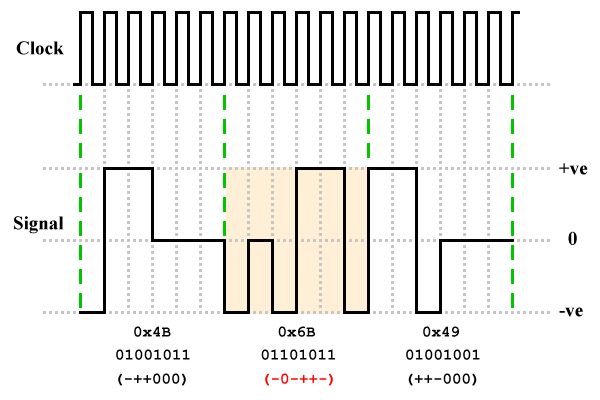 Clock
+ve
Signal
0
-ve
0x4B 0x6B 0x49
01001011 01101011 01001001
(-++000) (-0-++-) (++-000)